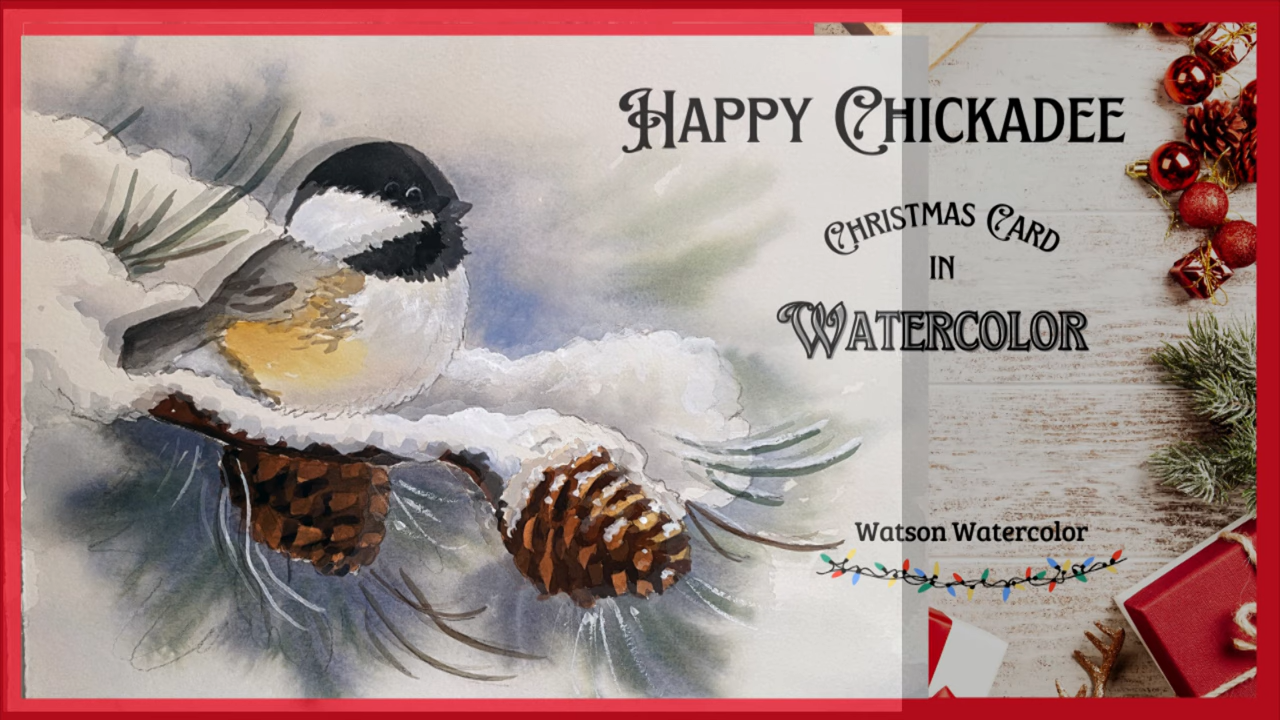 Happy Chickadee
Christmas Card
in
Watercolor
Watson Watercolor